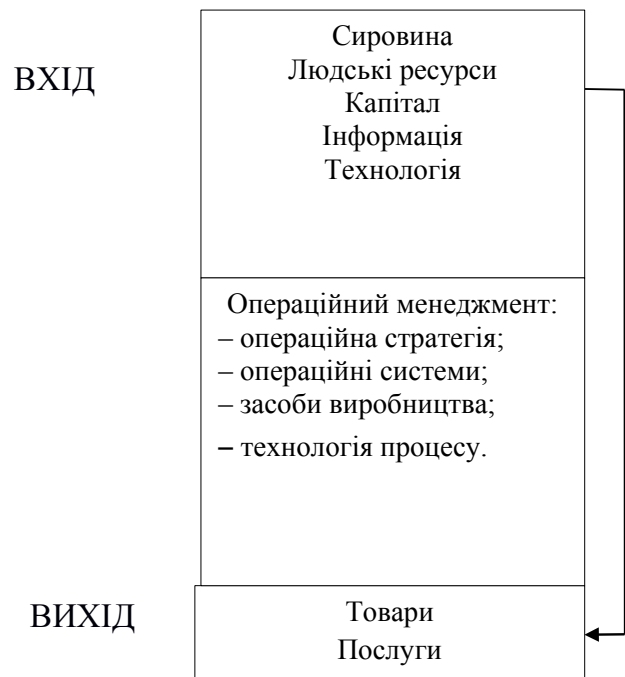 ВХІД
Сировина
Людські ресурси
Капітал
Інформація
Технологія
Операційний менеджмент:
– операційна стратегія;
– операційні системи;
– засоби виробництва;
– технологія процесу.
ВИХІД
Товари
Послуги